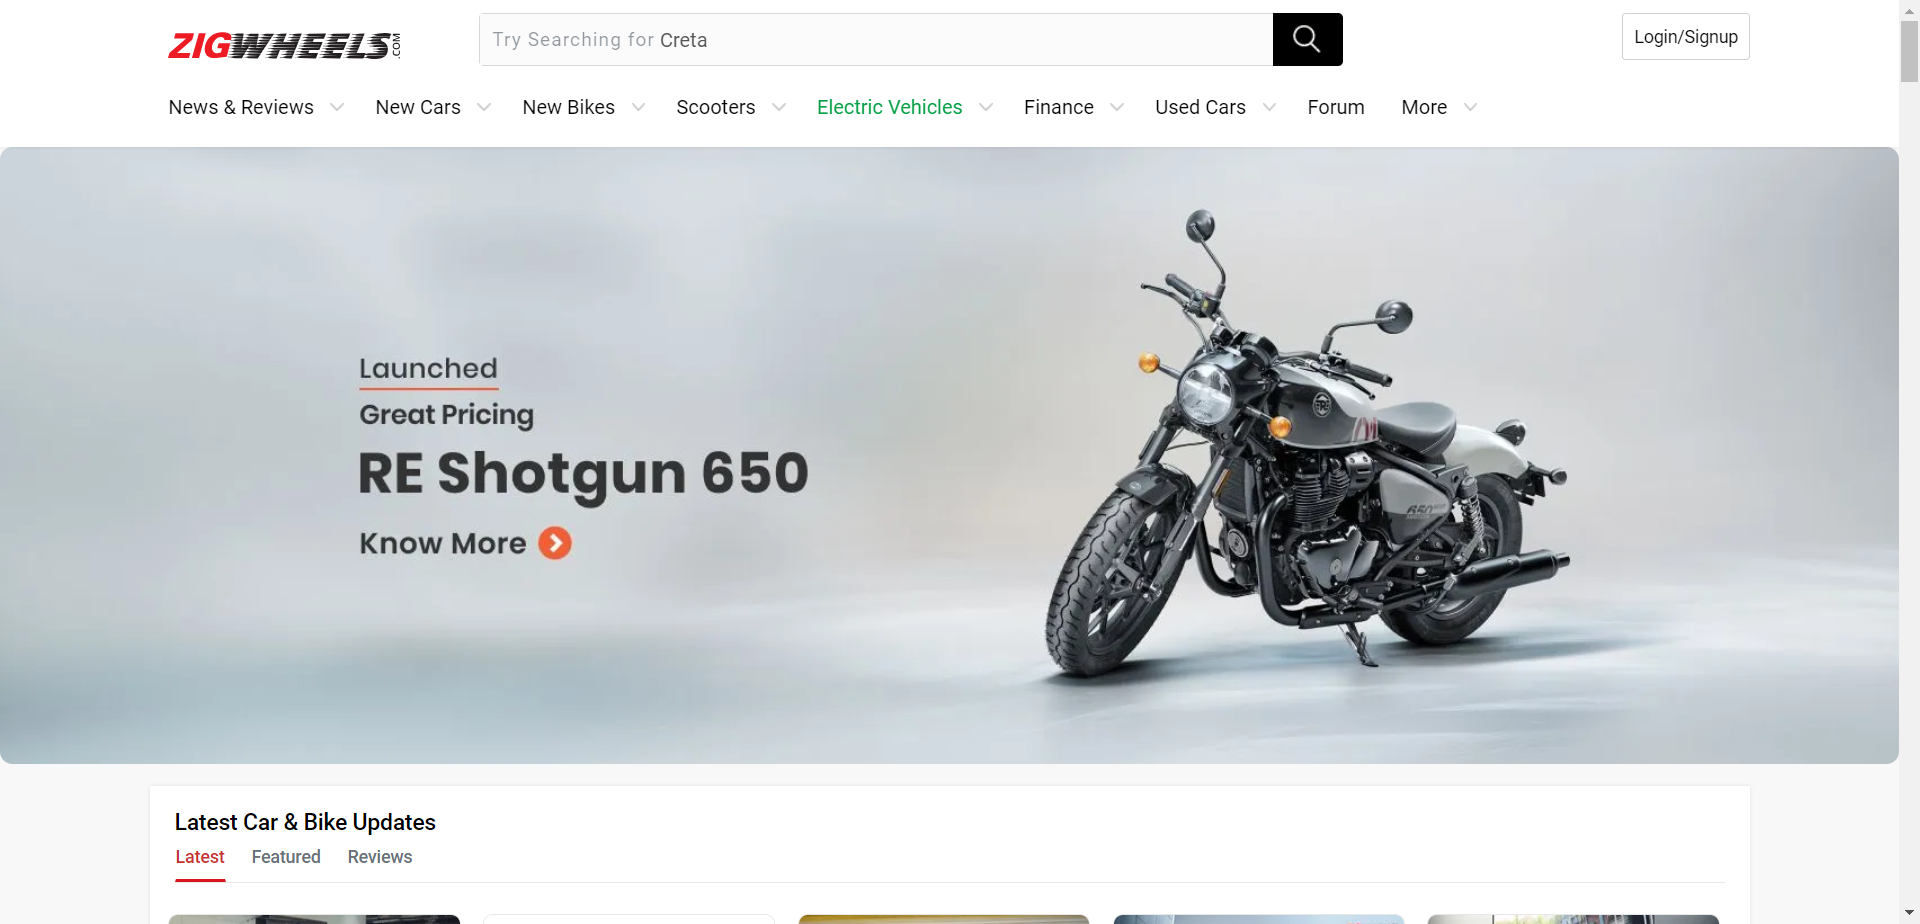 ZIGWHEELS.COM
Try Searching for Creta
Login/Signup
News & Reviews
New Cars
New Bikes
Scooters
Electric Vehicles
Finance
Used Cars
Forum
More
Launched
Great Pricing
RE Shotgun 650
Know More
650
Latest Car & Bike Updates
Latest
Featured
Reviews